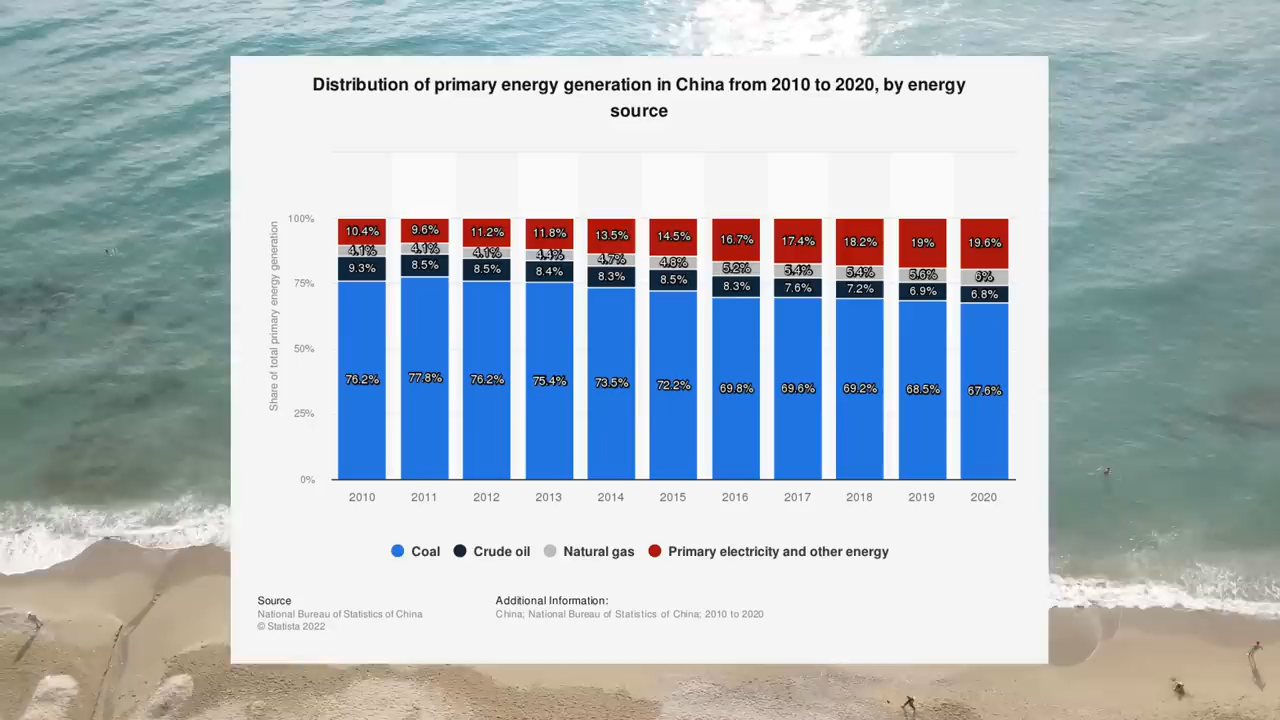 Distribution of primary energy generation in China from 2010 to 2020, by energy
source
Share of total primary energy generation
100%
75%
50%
25%
0%
10.4% 9.6% 11.2% 11.8% 13.5% 14.5% 16.7% 17.4% 18.2% 19% 19.6%
4.1% 4.1% 4.1% 4.4% 4.7% 4.8% 5.2% 5.4% 5.4% 5.6% 6%
9.3% 8.5% 8.5% 8.4% 8.3% 8.5% 8.3% 7.6% 7.2% 6.9% 6.8%
76.2% 77.8% 76.2% 75.4% 73.5% 72.2% 69.8% 69.6% 69.2% 68.5% 67.6%
2010 2011 2012 2013 2014 2015 2016 2017 2018 2019 2020
Coal Crude oil Natural gas Primary electricity and other energy
Source
National Bureau of Statistics of China
© Statista 2022
Additional Information:
China; National Bureau of Statistics of China; 2010 to 2020